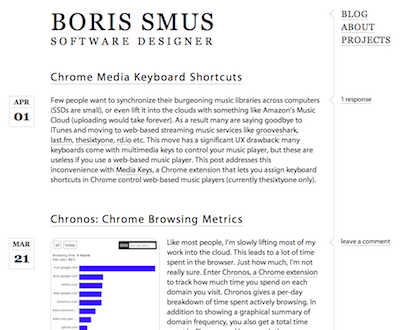 BORIS SMUS
SOFTWARE DESIGNER
BLOG
ABOUT
PROJECTS
Chrome Media Keyboard Shortcuts
APR
01
Few people want to synchronize their burgeoning music libraries across computers
(SSDs are small), or even lift it into the clouds with something like Amazon's Music
Cloud (uploading would take forever). As a result many are saying goodbye to
iTunes and moving to web-based streaming music services like grooveshark,
last.fm, thesixtyone, rd.io etc. This move has a significant UX drawback: many
keyboards come with multimedia keys to control your music player, but these are
useless if you use a web-based music player. This post addresses this
inconvenience with Media Keys, a Chrome extension that lets you assign keyboard
shortcuts in Chrome control web-based music players (currently thesixtyone only).
1 response
Chronos: Chrome Browsing Metrics
MAR
21
all today
Like most people, I'm slowly lifting most of my
work into the cloud. This leads to a lot of time
spent in the browser. Just how much, I'm not
really sure. Enter Chronos, a Chrome extension
to track how much time you spend on each
domain you visit. Chronos gives a per-day
breakdown of time spent actively browsing. In
addition to showing a graphical summary of
domain frequency, you also get a total time
leave a comment